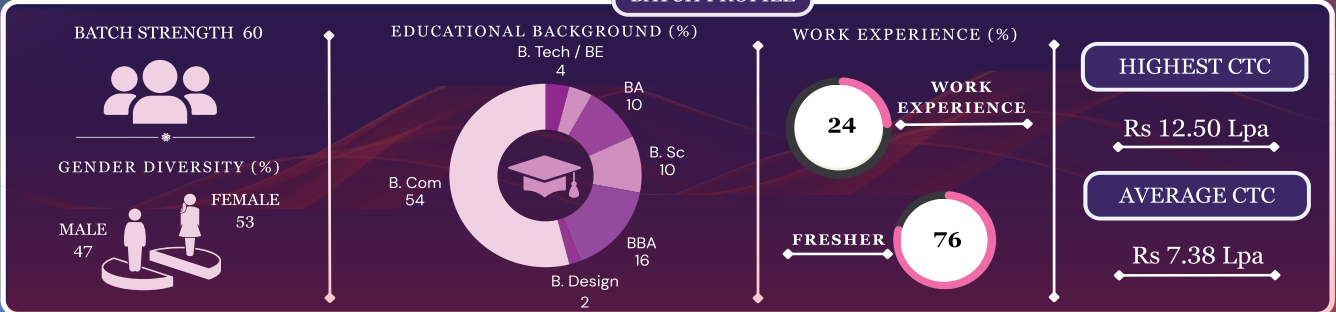 BATCH PROFILE
BATCH STRENGTH 60
GENDER DIVERSITY (%)
FEMALE
53
MALE
47
EDUCATIONAL BACKGROUND (%)
B. Tech / BE
4
BA
10
B. Sc
10
B. Com
54
BBA
16
B. Design
2
WORK EXPERIENCE (%)
24
WORK
EXPERIENCE
FRESHER
76
HIGHEST CTC
Rs 12.50 Lpa
AVERAGE CTC
Rs 7.38 Lpa